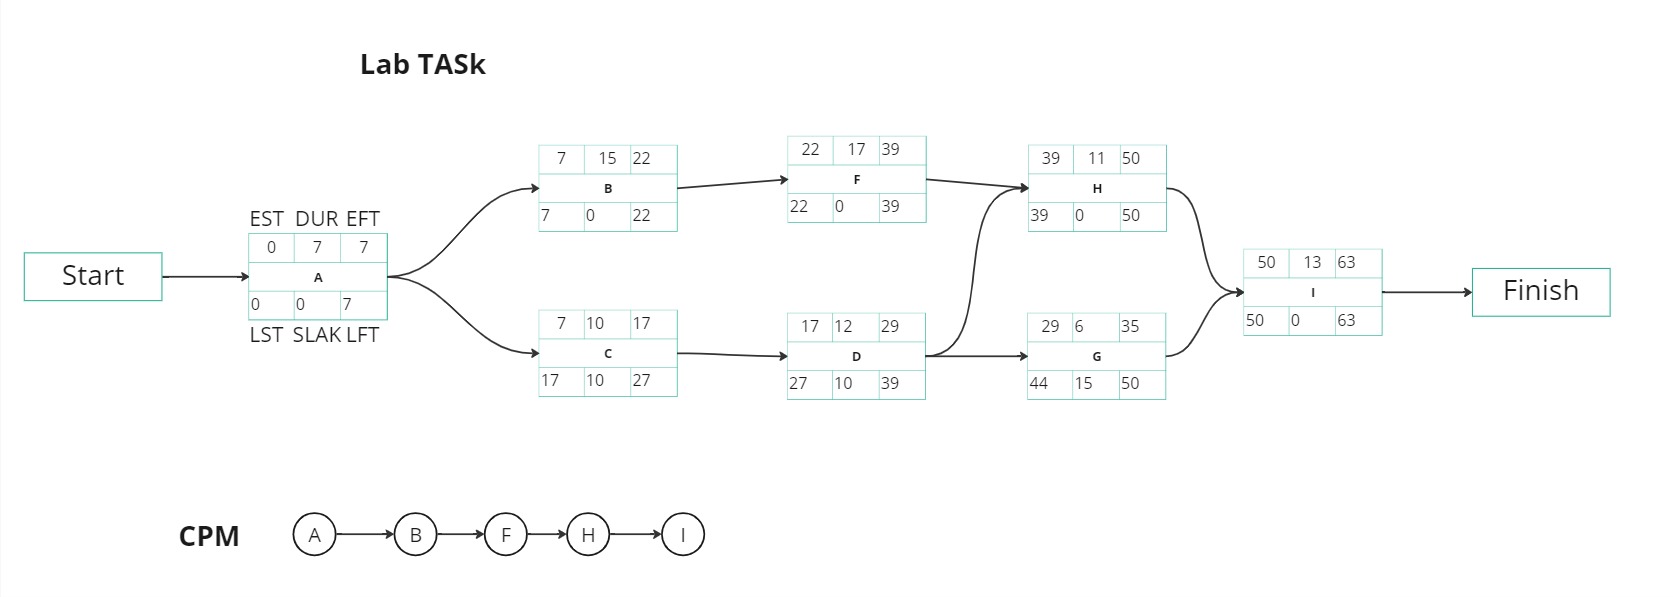 Lab TASk
EST DUR EFT
Start
0 7 7
A
0 0 7
LST SLAK LFT
7 15 22
B
7 0 22
7 10 17
C
17 10 27
22 17 39
F
22 0 39
17 12 29
D
27 10 39
39 11 50
H
39 0 50
29 6 35
G
44 15 50
50 13 63
I
50 0 63
Finish
CPM A B F H I